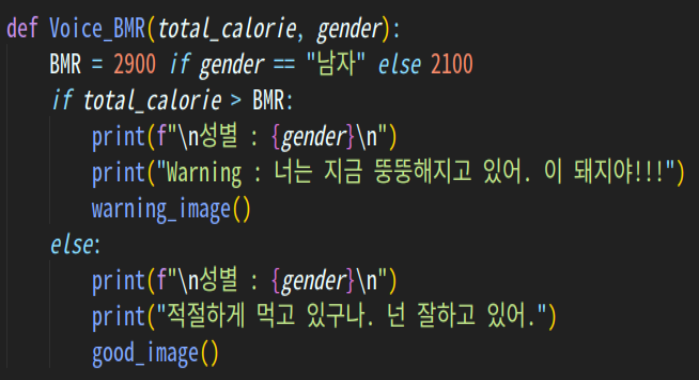 def Voice_BMR(total_calorie, gender):
    BMR = 2900 if gender == "남자" else 2100
    if total_calorie > BMR:
        print(f"\n성별 : {gender}\n")
        print("Warning : 너는 지금 뚱뚱해지고 있어. 이 돼지야!!!")
        warning_image()
    else:
        print(f"\n성별 : {gender}\n")
        print("적절하게 먹고 있구나. 넌 잘하고 있어.")
        good_image()